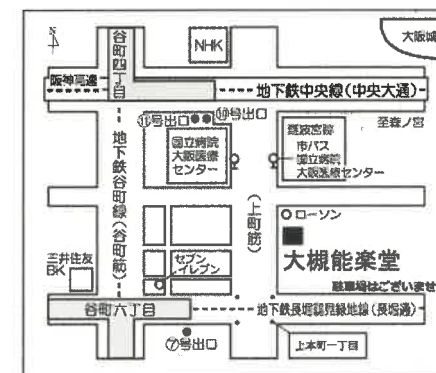 N
大阪城
NHK
谷町四丁目
阪神高速
地下鉄中央線(中央大通)
至森ノ宮
⑪号出口
⑩号出口
国立病院
大阪医療
センター
難波宮跡
市バス
国立病院
大阪医療センター
地下鉄谷町線(谷町筋)
(上町筋)
ローソン
大槻能楽堂
駐車場はございませ
三井住友
BK
セブン
イレブン
谷町六丁目
地下鉄長堀鶴見緑地線(長堀通)
⑦号出口
上本町一丁目